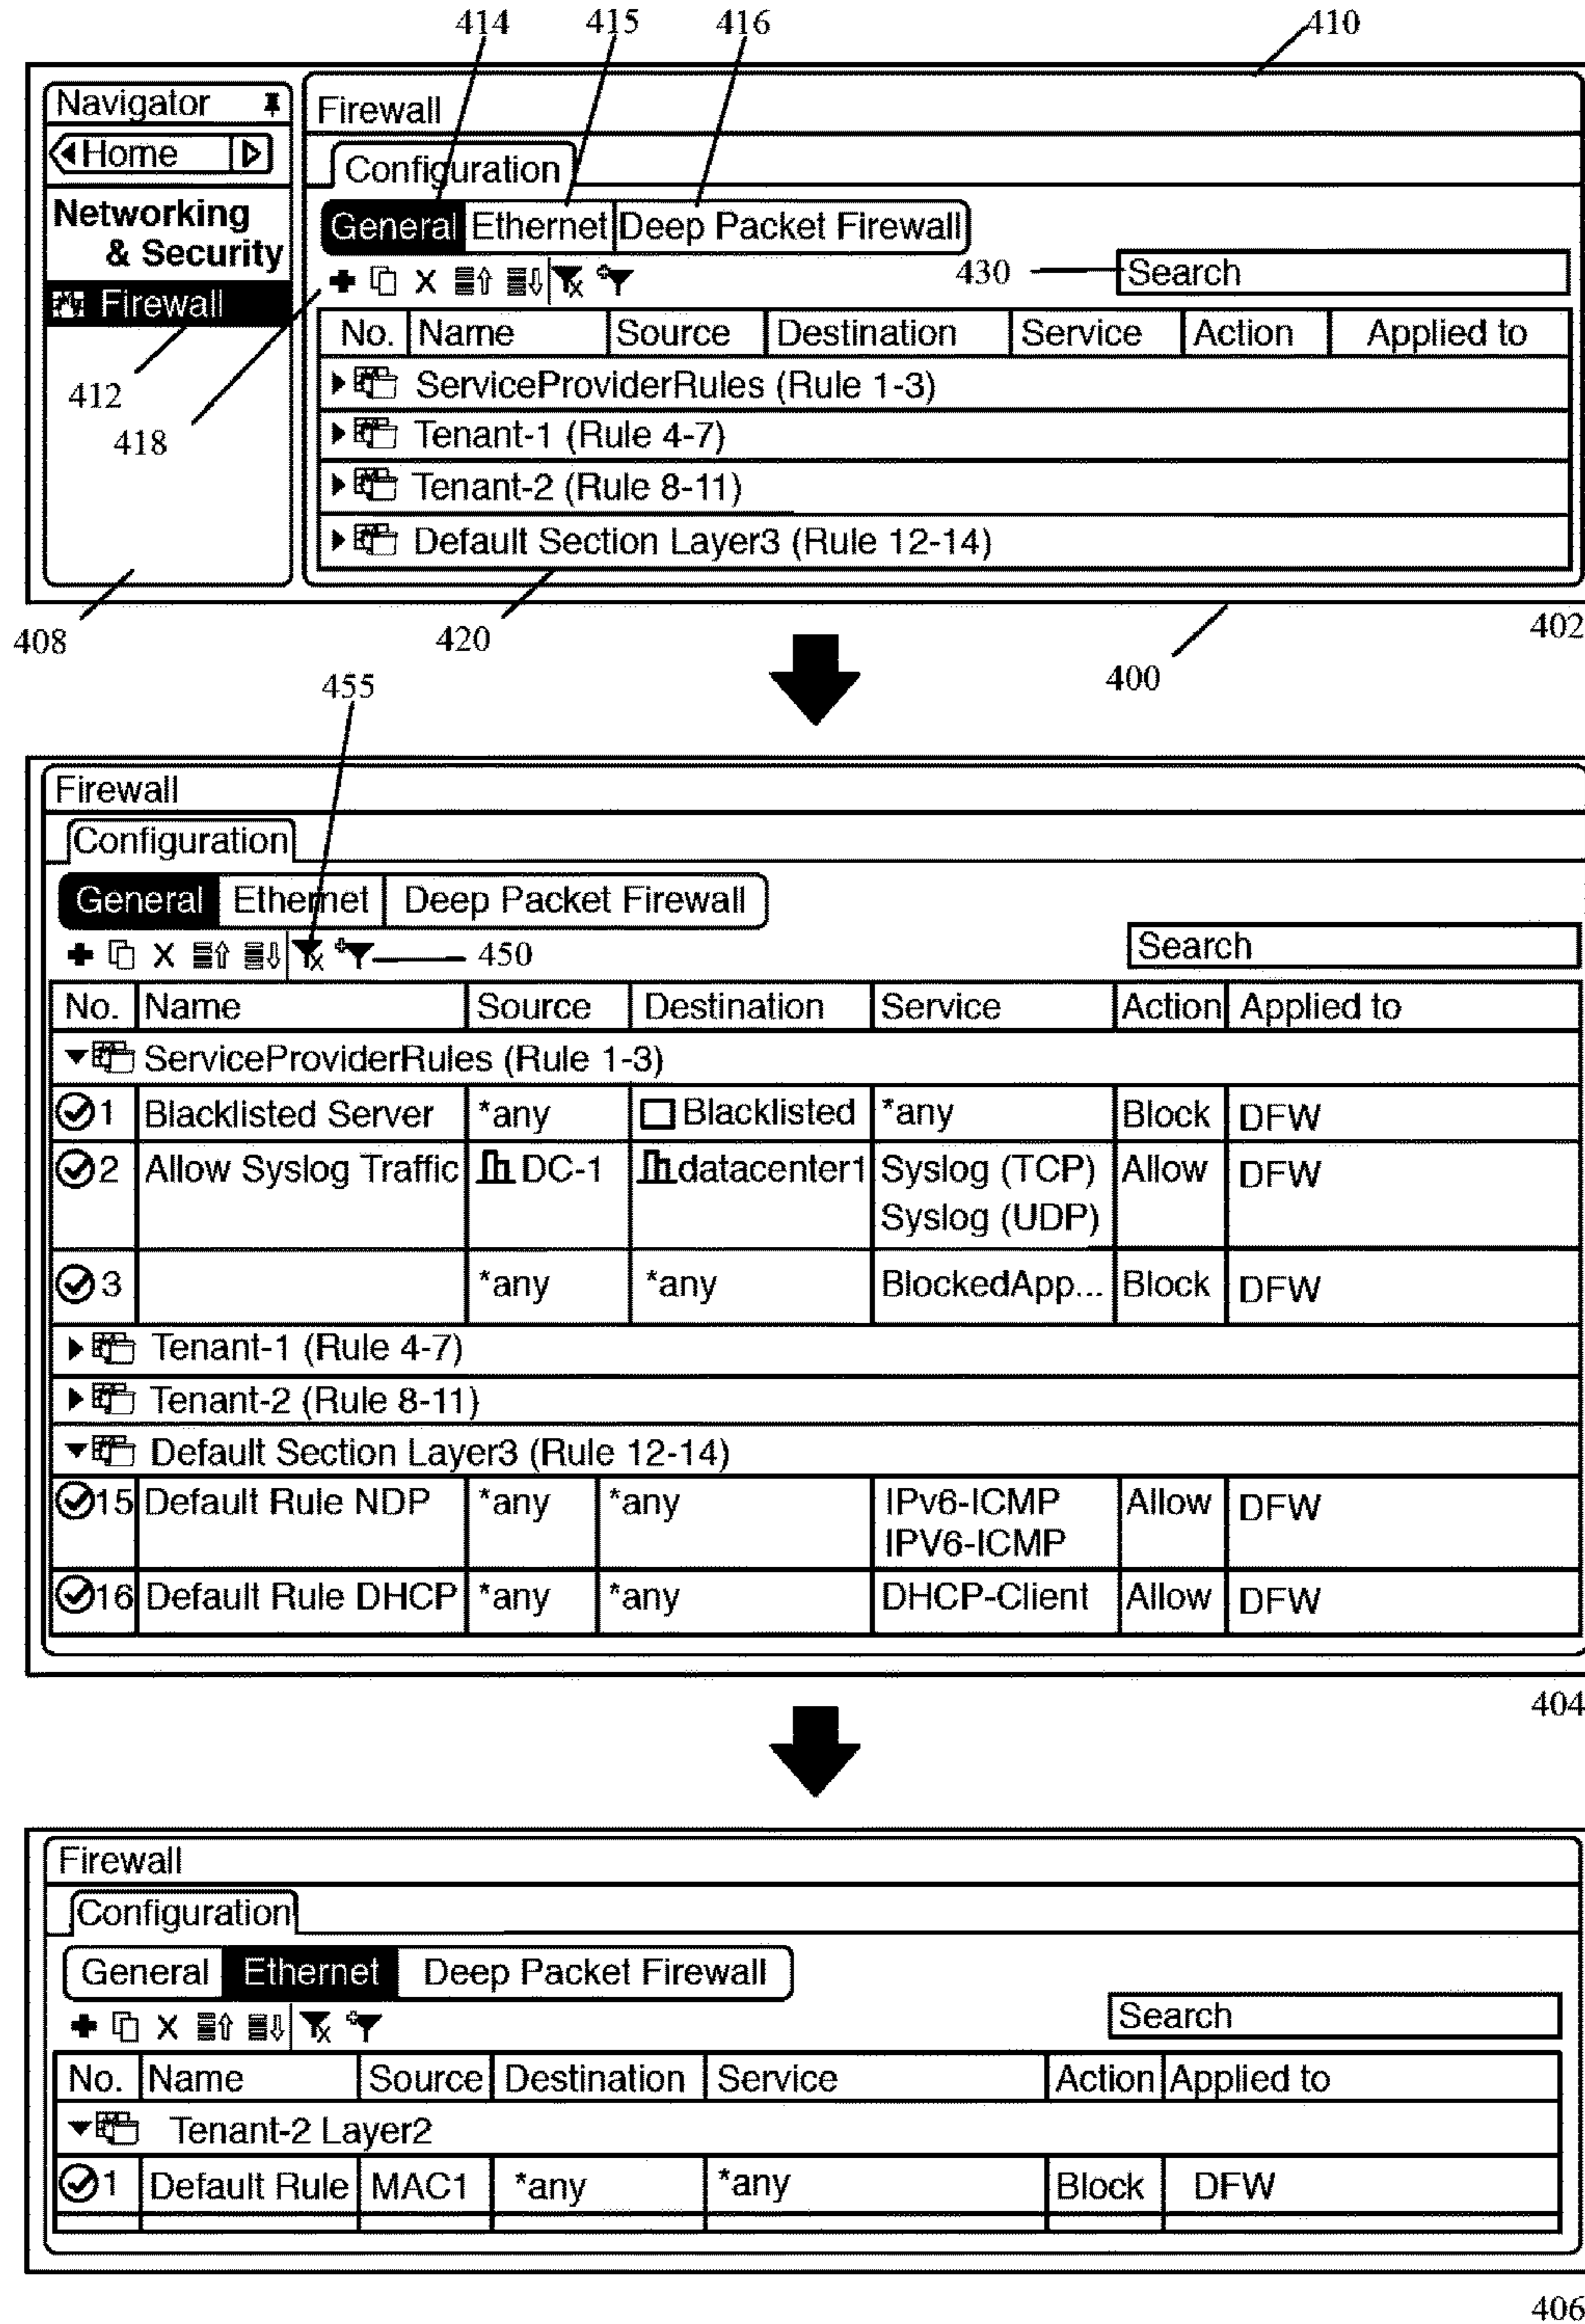 414 415 416 410
Navigator
Firewall
Home
Configuration
Networking
& Security
General Ethernet Deep Packet Firewall
430 Search
Firewall
No. Name Source Destination Service Action Applied to
ServiceProviderRules (Rule 1-3)
412
Tenant-1 (Rule 4-7)
418
Tenant-2 (Rule 8-11)
Default Section Layer3 (Rule 12-14)
408 420 400 402
455
Firewall
Configuration
General Ethernet Deep Packet Firewall
450 Search
No. Name Source Destination Service Action Applied to
ServiceProviderRules (Rule 1-3)
1 Blacklisted Server *any Blacklisted *any Block DFW
2 Allow Syslog Traffic DC-1 datacenter1 Syslog (TCP) Allow DFW
Syslog (UDP)
3 *any *any BlockedApp... Block DFW
Tenant-1 (Rule 4-7)
Tenant-2 (Rule 8-11)
Default Section Layer3 (Rule 12-14)
15 Default Rule NDP *any *any IPv6-ICMP Allow DFW
IPV6-ICMP
16 Default Rule DHCP *any *any DHCP-Client Allow DFW
404
Firewall
Configuration
General Ethernet Deep Packet Firewall
Search
No. Name Source Destination Service Action Applied to
Tenant-2 Layer2
1 Default Rule MAC1 *any *any Block DFW
406